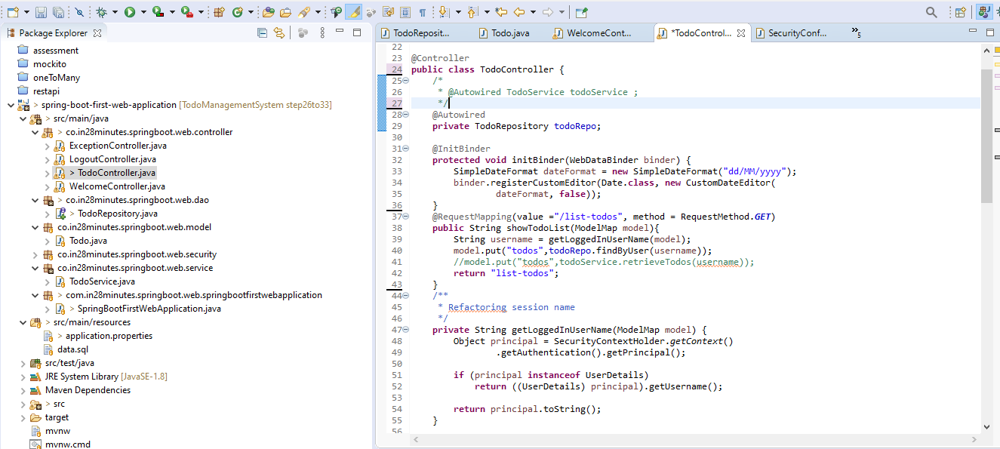 Package Explorer
assessment
mockito
oneToMany
restapi
> spring-boot-first-web-application [TodoManagementSystem step26to33]
> src/main/java
> co.in28minutes.springboot.web.controller
ExceptionController.java
LogoutController.java
> TodoController.java
WelcomeController.java
> co.in28minutes.springboot.web.dao
> TodoRepository.java
co.in28minutes.springboot.web.model
Todo.java
co.in28minutes.springboot.web.security
co.in28minutes.springboot.web.service
TodoService.java
com.in28minutes.springboot.web.springbootfirstwebapplication
> SpringBootFirstWebApplication.java
> src/main/resources
> application.properties
data.sql
src/test/java
JRE System Library [JavaSE-1.8]
Maven Dependencies
> src
target
mvnw
mvnw.cmd
TodoReposit... Todo.java WelcomeCont... *TodoControl... SecurityConf... »5
22
23 @Controller
24 public class TodoController {
25 /*
26 * @Autowired TodoService todoService ;
27 */
28 @Autowired
29 private TodoRepository todoRepo;
30
31 @InitBinder
32 protected void initBinder(WebDataBinder binder) {
33 SimpleDateFormat dateFormat = new SimpleDateFormat("dd/MM/yyyy");
34 binder.registerCustomEditor(Date.class, new CustomDateEditor(
35 dateFormat, false));
36 }
37 @RequestMapping(value ="/list-todos", method = RequestMethod.GET)
38 public String showTodoList(ModelMap model){
39 String username = getLoggedInUserName(model);
40 model.put("todos",todoRepo.findByUser(username));
41 //model.put("todos",todoService.retrieveTodos(username));
42 return "list-todos";
43 }
44 /**
45 * Refactoring session name
46 */
47 private String getLoggedInUserName(ModelMap model) {
48 Object principal = SecurityContextHolder.getContext()
49 .getAuthentication().getPrincipal();
50
51 if (principal instanceof UserDetails)
52 return ((UserDetails) principal).getUsername();
53
54 return principal.toString();
55 }
56